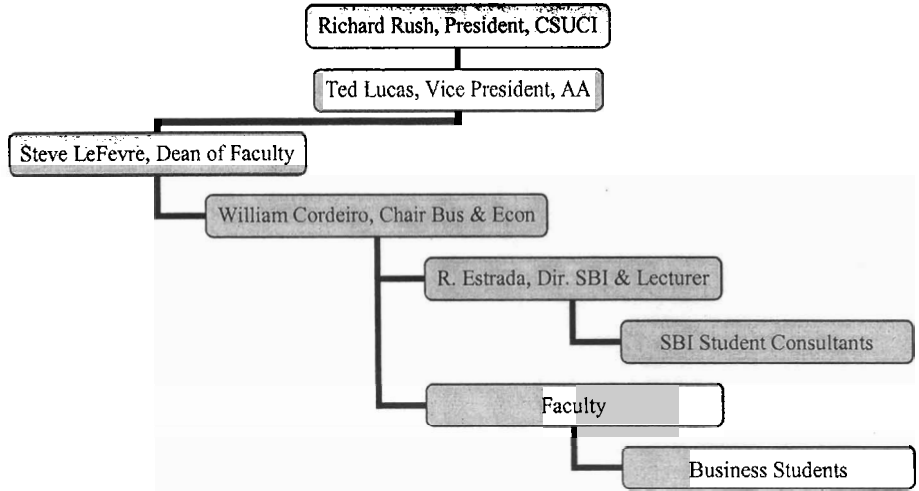 Richard Rush, President, CSUCI
Ted Lucas, Vice President, AA
Steve LeFevre, Dean of Faculty
William Cordeiro, Chair Bus & Econ
R. Estrada, Dir. SBI & Lecturer
SBI Student Consultants
Faculty
Business Students